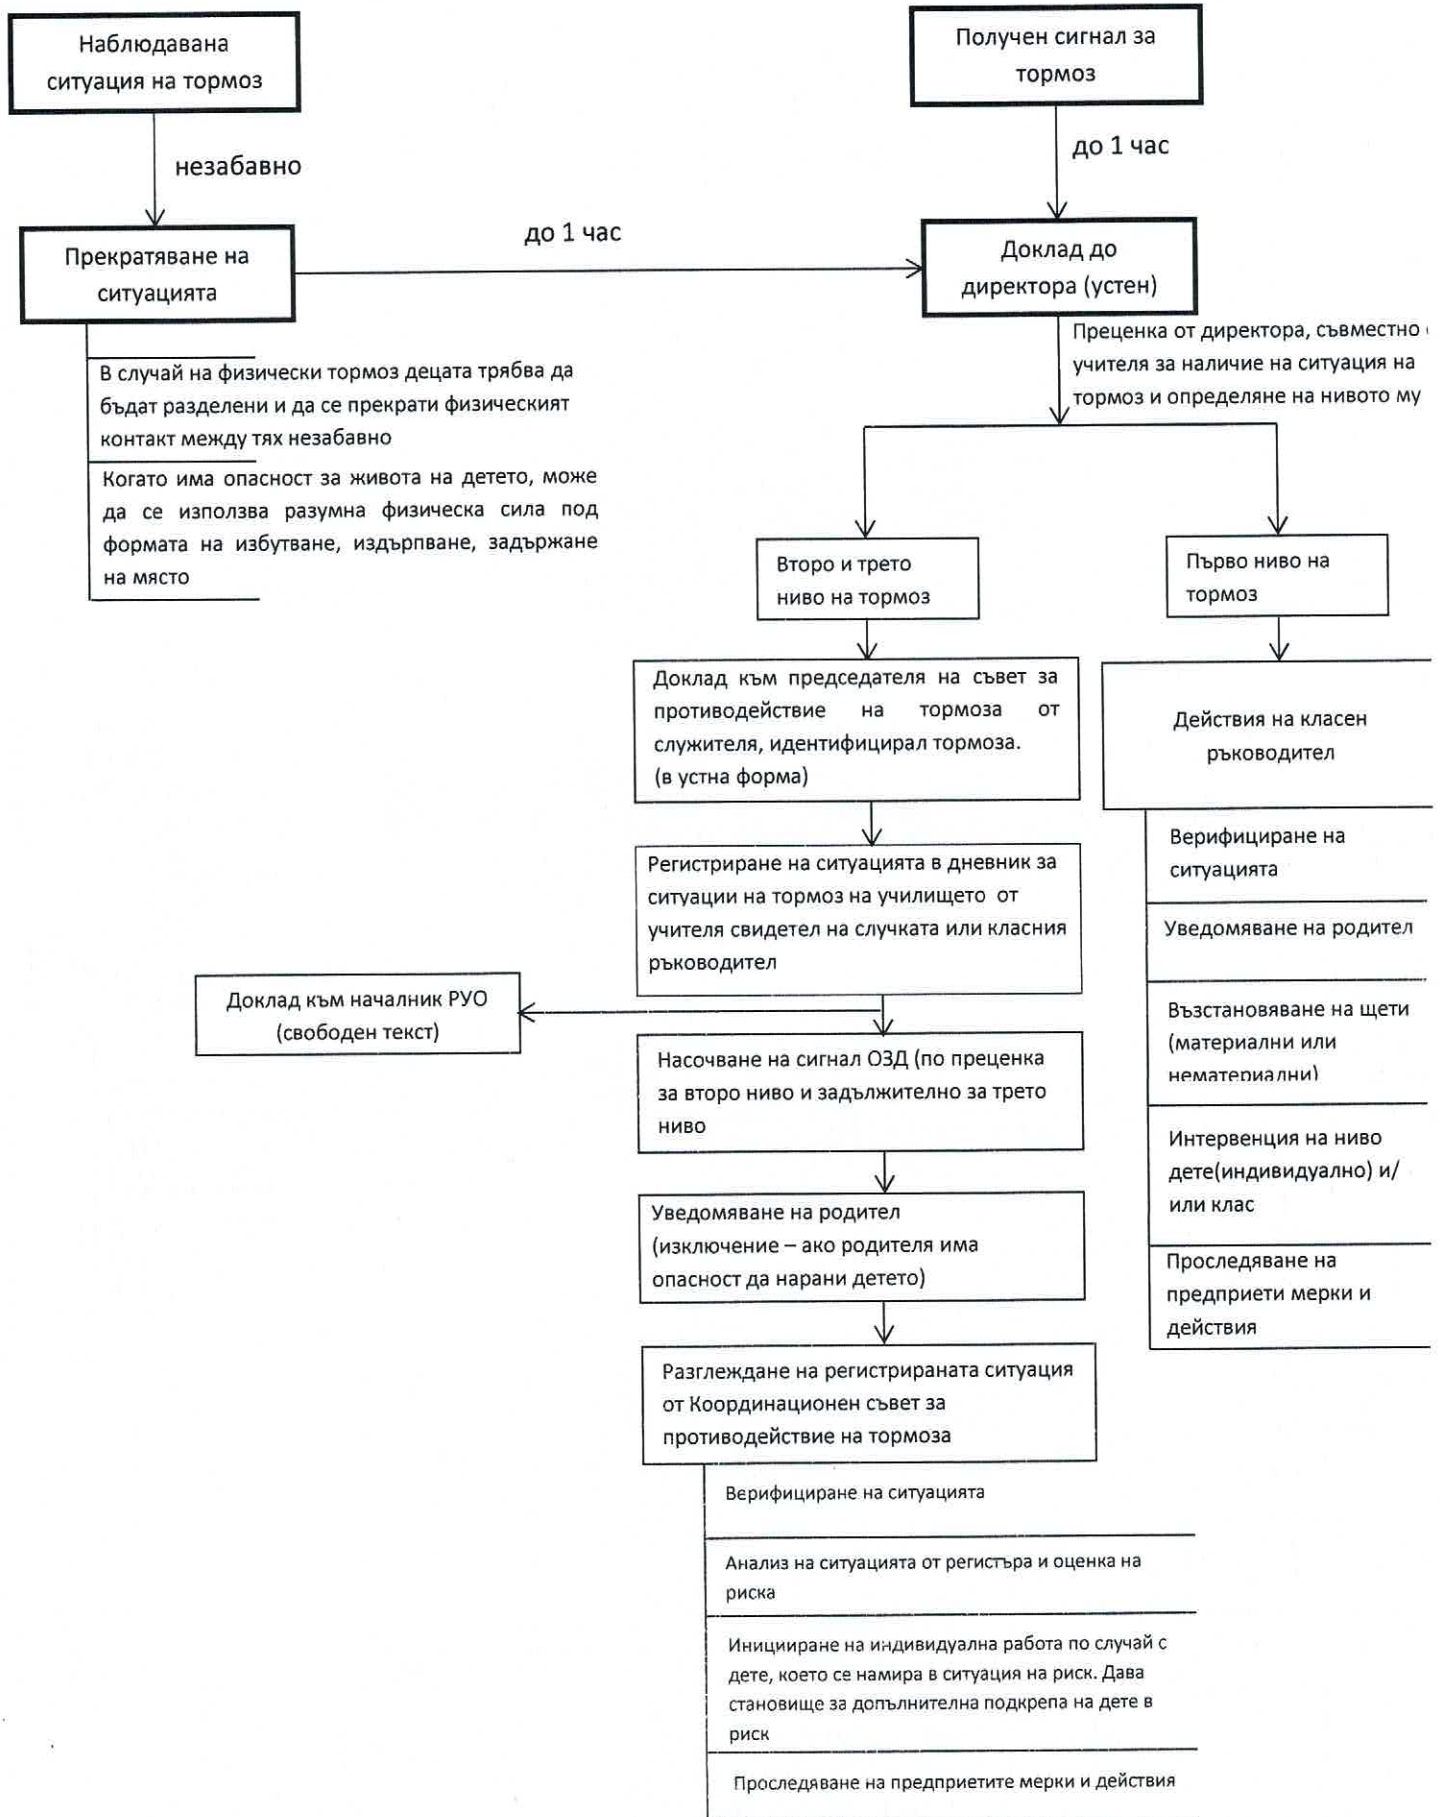 Наблюдавана
ситуация на тормоз
незабавно
Прекратяване на
ситуацията
В случай на физически тормоз децата трябва да
бъдат разделени и да се прекрати физическият
контакт между тях незабавно
Когато има опасност за живота на детето, може
да се използва разумна физическа сила под
формата на избутване, издърпване, задържане
на място
до 1 час
Получен сигнал за
тормоз
до 1 час
Доклад до
директора (устен)
Преценка от директора, съвместно
учителя за наличие на ситуация на
тормоз и определяне на нивото му
Второ и трето
ниво на тормоз
Доклад към председателя на съвет за
противодействие на тормоза от
служителя, идентифицирал тормоза.
(в устна форма)
Регистриране на ситуацията в дневник за
ситуации на тормоз на училището от
учителя свидетел на случката или класния
ръководител
Доклад към началник РУО
(свободен текст)
Насочване на сигнал ОЗД (по преценка
за второ ниво и задължително за трето
ниво
Уведомяване на родител
(изключение – ако родителя има
опасност да нарани детето)
Разглеждане на регистрираната ситуация
от Координационен съвет за
противодействие на тормоза
Верифициране на ситуацията
Анализ на ситуацията от регистъра и оценка на
риска
Иницииране на индивидуална работа по случай с
дете, което се намира в ситуация на риск. Дава
становище за допълнителна подкрепа на дете в
риск
Проследяване на предприетите мерки и действия
Първо ниво на
тормоз
Действия на класен
ръководител
Верифициране на
ситуацията
Уведомяване на родител
Възстановяване на щети
(материални или
нематериални)
Интервенция на ниво
дете(индивидуално) и/
или клас
Проследяване на
предприети мерки и
действия